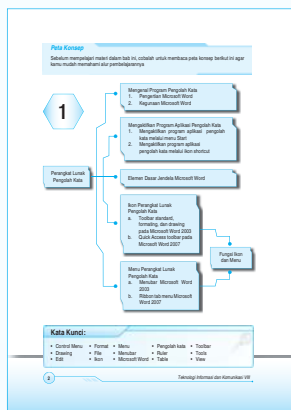 Peta Konsep
Sebelum mempelajari materi dalam bab ini, cobalah untuk membaca peta konsep berikut ini agar
kamu mudah memahami alur pembelajarannya
1
Mengenal Program Pengolah Kata
1. Pengertian Microsoft Word
2. Kegunaan Microsoft Word
Mengaktifkan Program Aplikasi Pengolah Kata
1. Mengaktifkan program aplikasi pengolah
kata melalui menu Start
2. Mengaktifkan program aplikasi
pengolah kata melalui ikon shortcut
Perangkat Lunak
Pengolah Kata
Elemen Dasar Jendela Microsoft Word
Ikon Perangkat Lunak
Pengolah Kata
a. Toolbar standard,
formating, dan drawing
pada Microsoft Word 2003
b. Quick Access toolbar pada
Microsoft Word 2007
Fungsi Ikon
dan Menu
Menu Perangkat Lunak
Pengolah Kata
a. Menubar Microsoft Word
2003
b. Ribbon tab menu Microsoft
Word 2007
Kata Kunci:
• Control Menu • Format • Menu • Pengolah kata • Toolbar
• Drawing • File • Menubar • Ruler • Tools
• Edit • Ikon • Microsoft Word • Table • View
2 Teknologi Informasi dan Komunikasi VIII